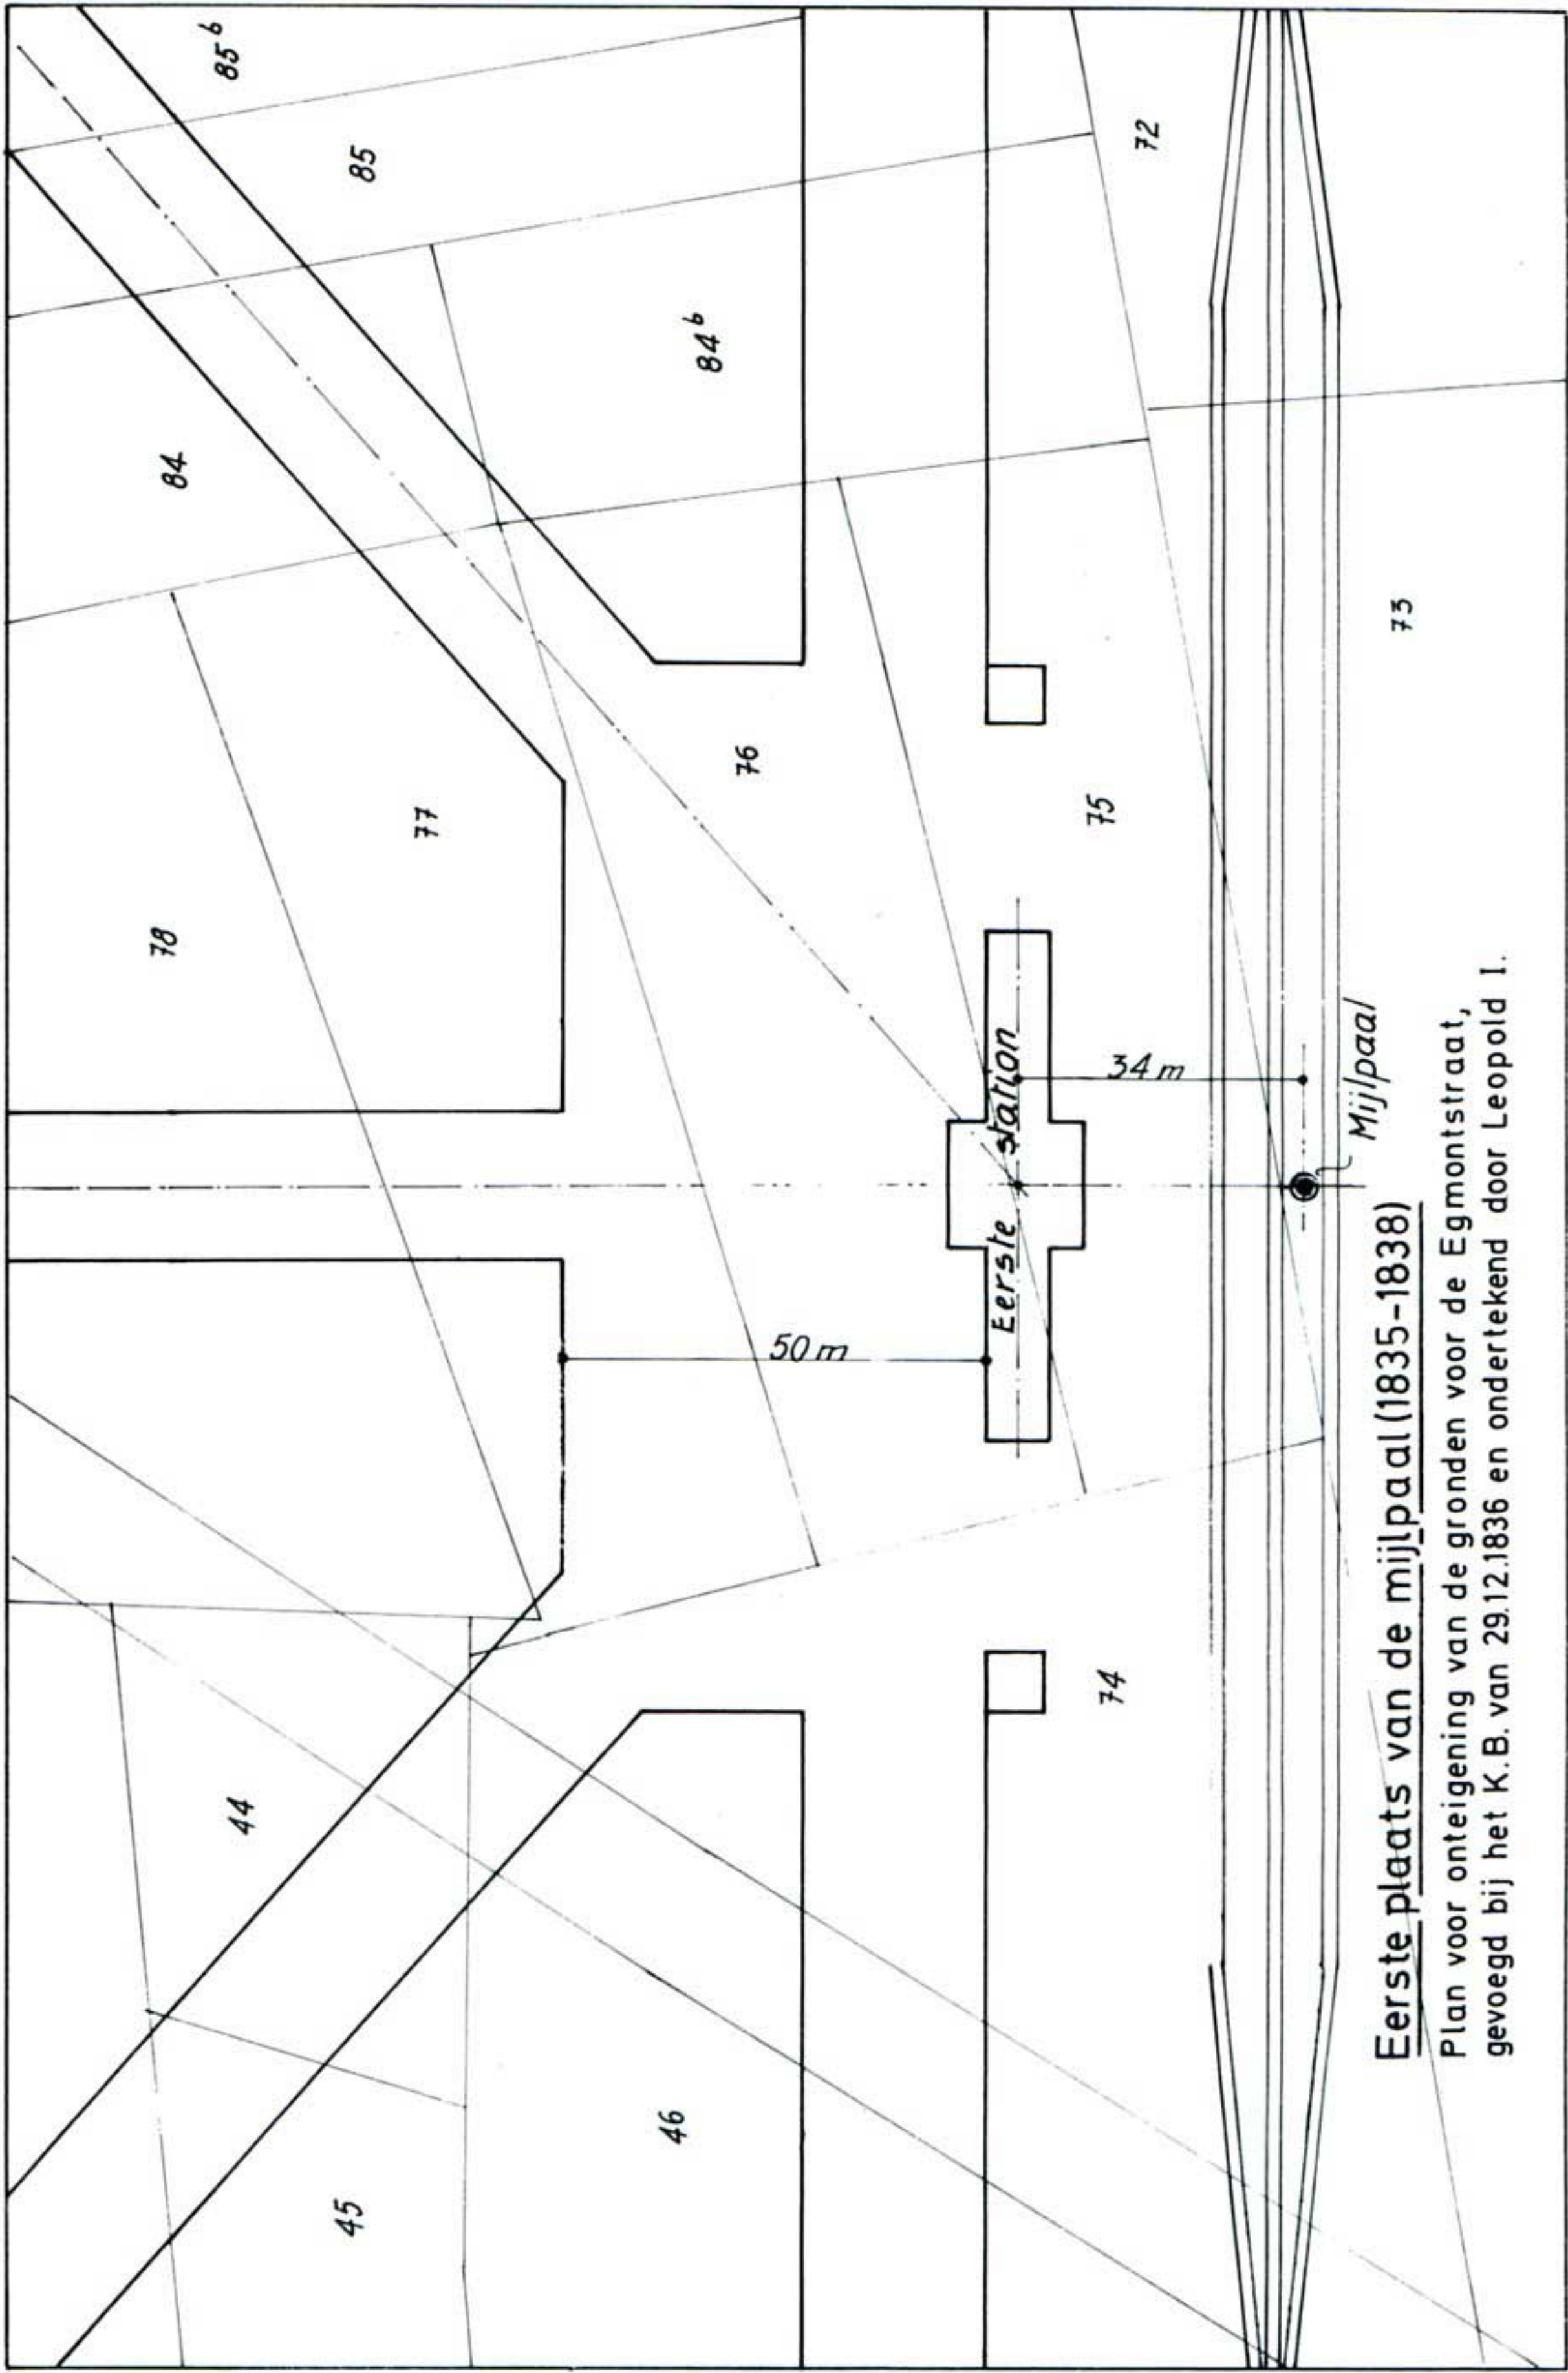 44
45
46
78
77
84
85
85ᵇ
84ᵇ
76
50 m
Eerste station
34 m
74
75
72
73
Mijlpaal
Eerste plaats van de mijlpaal (1835-1838)
Plan voor onteigening van de gronden voor de Egmontstraat,
gevoegd bij het K.B. van 29.12.1836 en ondertekend door Leopold I.